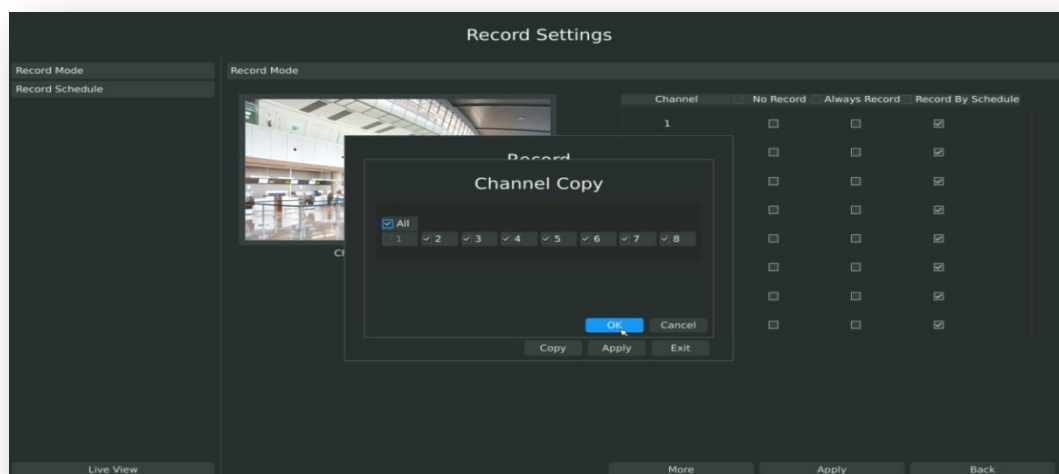 Record Settings
Record Mode
Record Schedule
Record Mode
Channel No Record Always Record Record By Schedule
1
Record
Channel Copy
All
1 2 3 4 5 6 7 8
OK Cancel
Copy Apply Exit
Live View More Apply Back